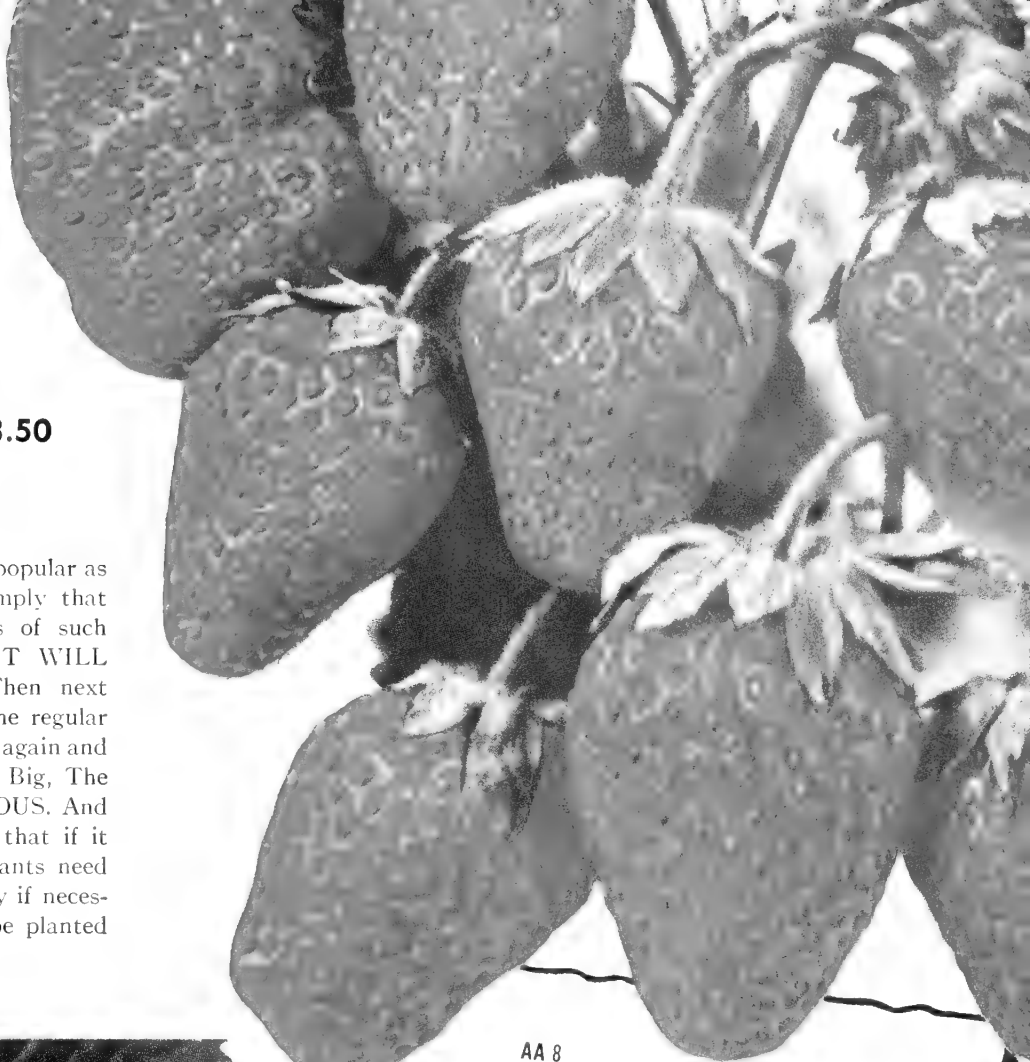 .50
popular as
mply that
s of such
T WILL
Then next
he regular
again and
Big, The
OUS. And
that if it
ants need
y if neces-
be planted
AA 8